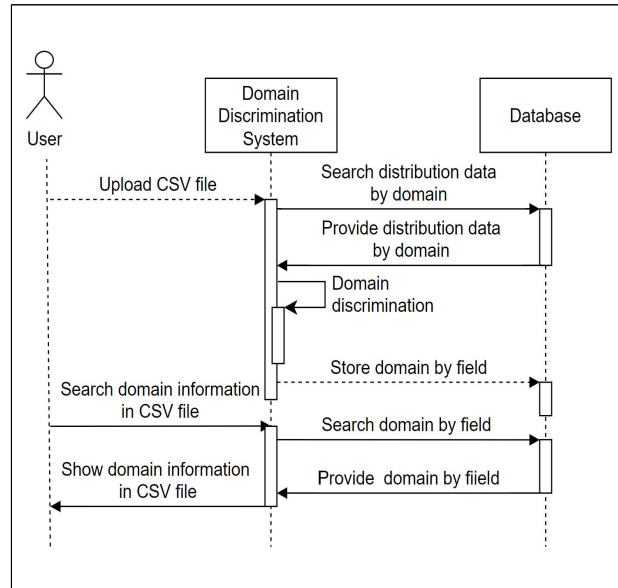 Domain
Discrimination
System
Database
User
Upload CSV file
Search distribution data
by domain
Provide distribution data
by domain
Domain
discrimination
Store domain by field
Search domain information
in CSV file
Search domain by field
Show domain information
in CSV file
Provide domain by fiield